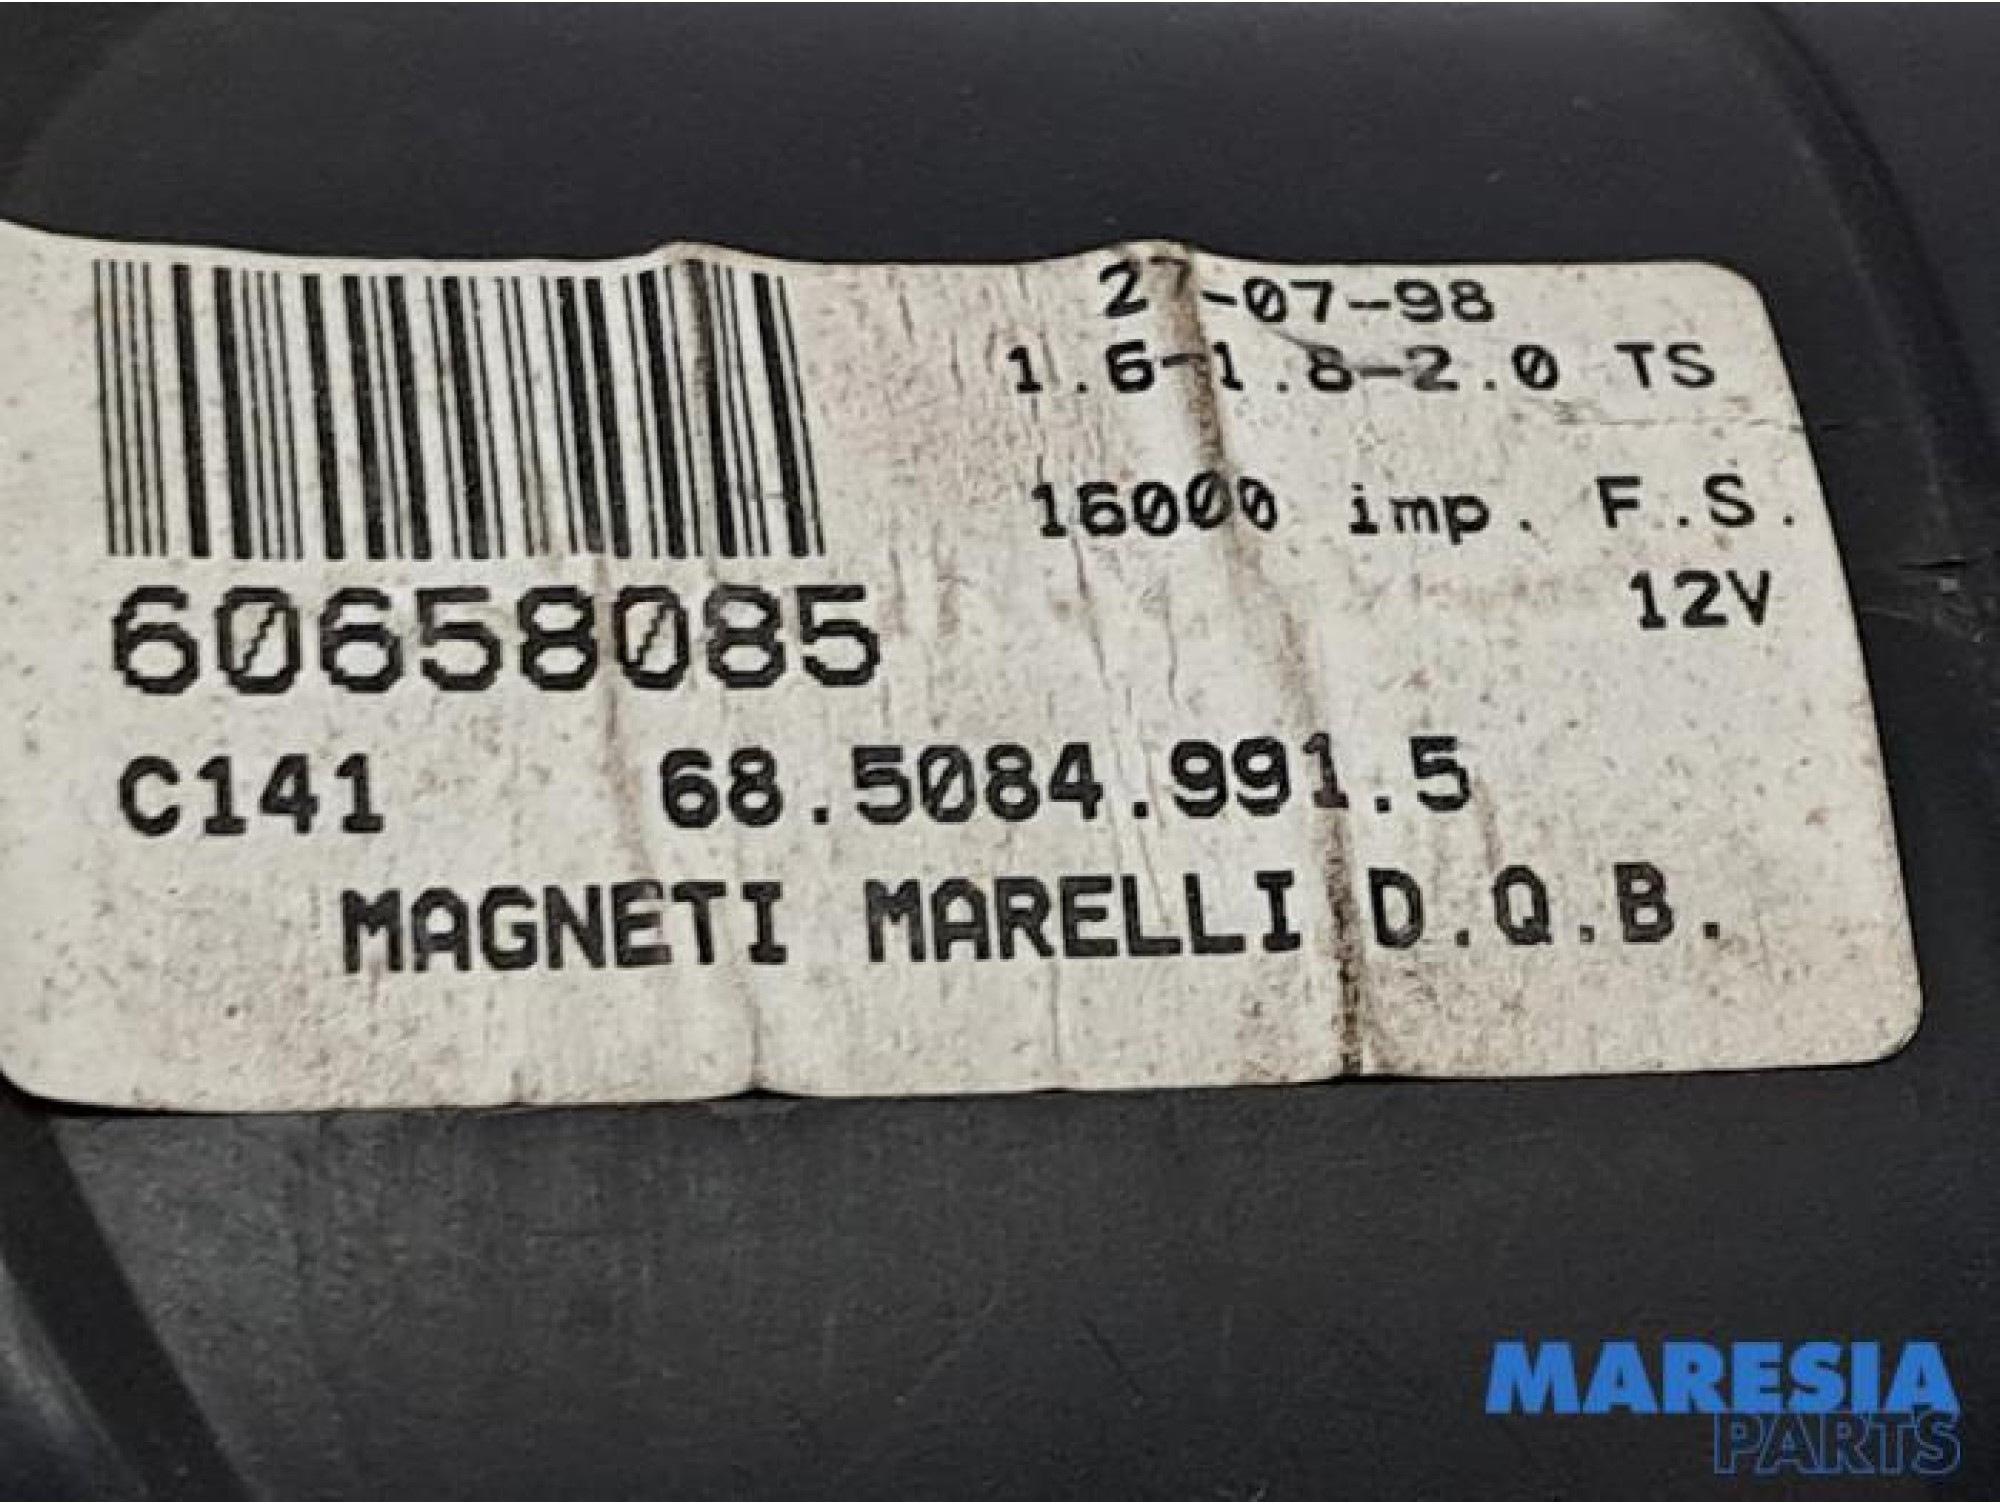 27-07-98
1.6-1.8-2.0 TS
16000 imp. F.S.
12V
60658085
C141 68.5084.991.5
MAGNETI MARELLI D.Q.B.
MARESIA
PARTS